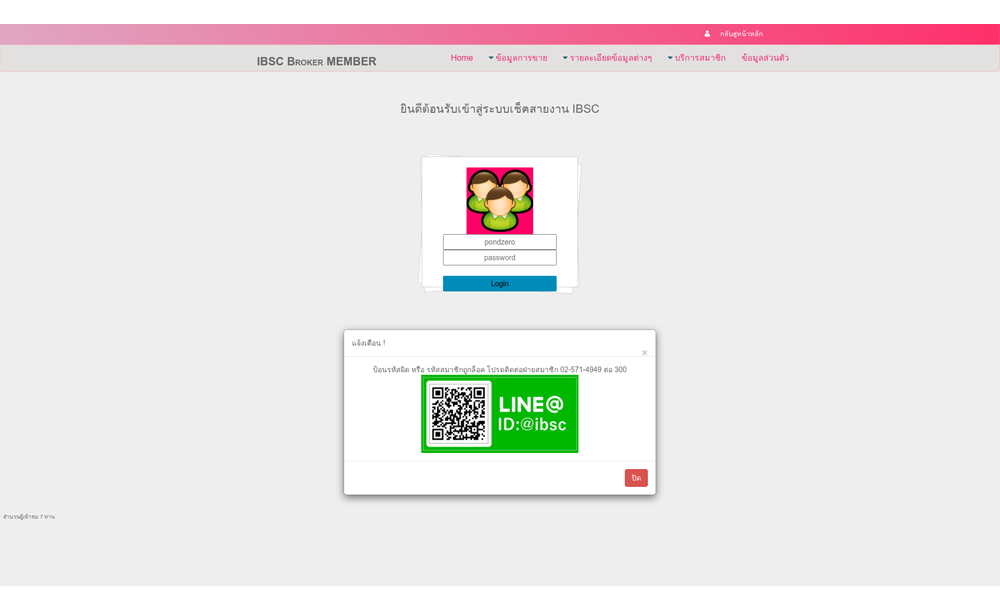 กลับสู่หน้าหลัก
IBSC Broker MEMBER
Home
ข้อมูลการขาย
รายละเอียดข้อมูลต่างๆ
บริการสมาชิก
ข้อมูลส่วนตัว
ยินดีต้อนรับเข้าสู่ระบบเช็คสายงาน IBSC
pondzero
password
Login
แจ้งเตือน !
×
ป้อนรหัสผิด หรือ รหัสสมาชิกถูกล็อค โปรดติดต่อฝ่ายสมาชิก 02-571-4949 ต่อ 300
LINE@
ID:@ibsc
ปิด
จำนวนผู้เข้าชม 7 ท่าน